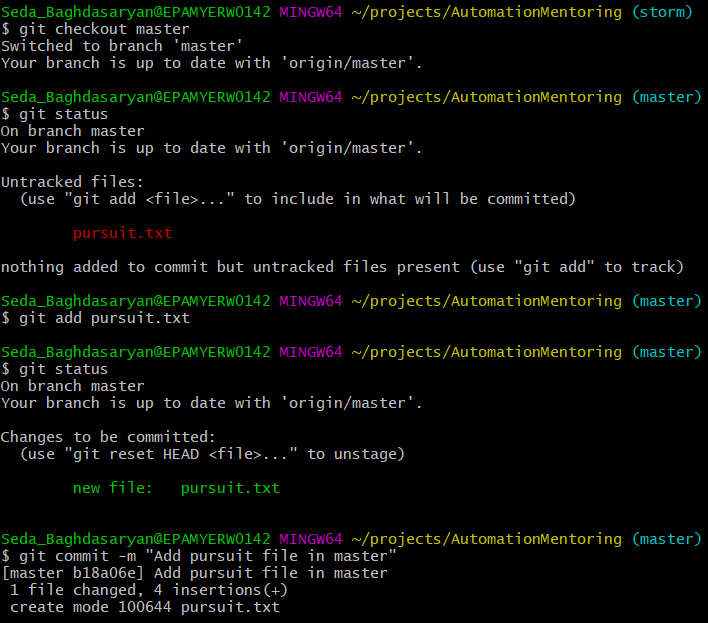 Seda_Baghdasaryan@EPAMYERW0142 MINGW64 ~/projects/AutomationMentoring (storm)
$ git checkout master
Switched to branch 'master'
Your branch is up to date with 'origin/master'.

Seda_Baghdasaryan@EPAMYERW0142 MINGW64 ~/projects/AutomationMentoring (master)
$ git status
On branch master
Your branch is up to date with 'origin/master'.

Untracked files:
  (use "git add <file>..." to include in what will be committed)

        pursuit.txt

nothing added to commit but untracked files present (use "git add" to track)

Seda_Baghdasaryan@EPAMYERW0142 MINGW64 ~/projects/AutomationMentoring (master)
$ git add pursuit.txt

Seda_Baghdasaryan@EPAMYERW0142 MINGW64 ~/projects/AutomationMentoring (master)
$ git status
On branch master
Your branch is up to date with 'origin/master'.

Changes to be committed:
  (use "git reset HEAD <file>..." to unstage)

        new file:   pursuit.txt

Seda_Baghdasaryan@EPAMYERW0142 MINGW64 ~/projects/AutomationMentoring (master)
$ git commit -m "Add pursuit file in master"
[master b18a06e] Add pursuit file in master
 1 file changed, 4 insertions(+)
 create mode 100644 pursuit.txt